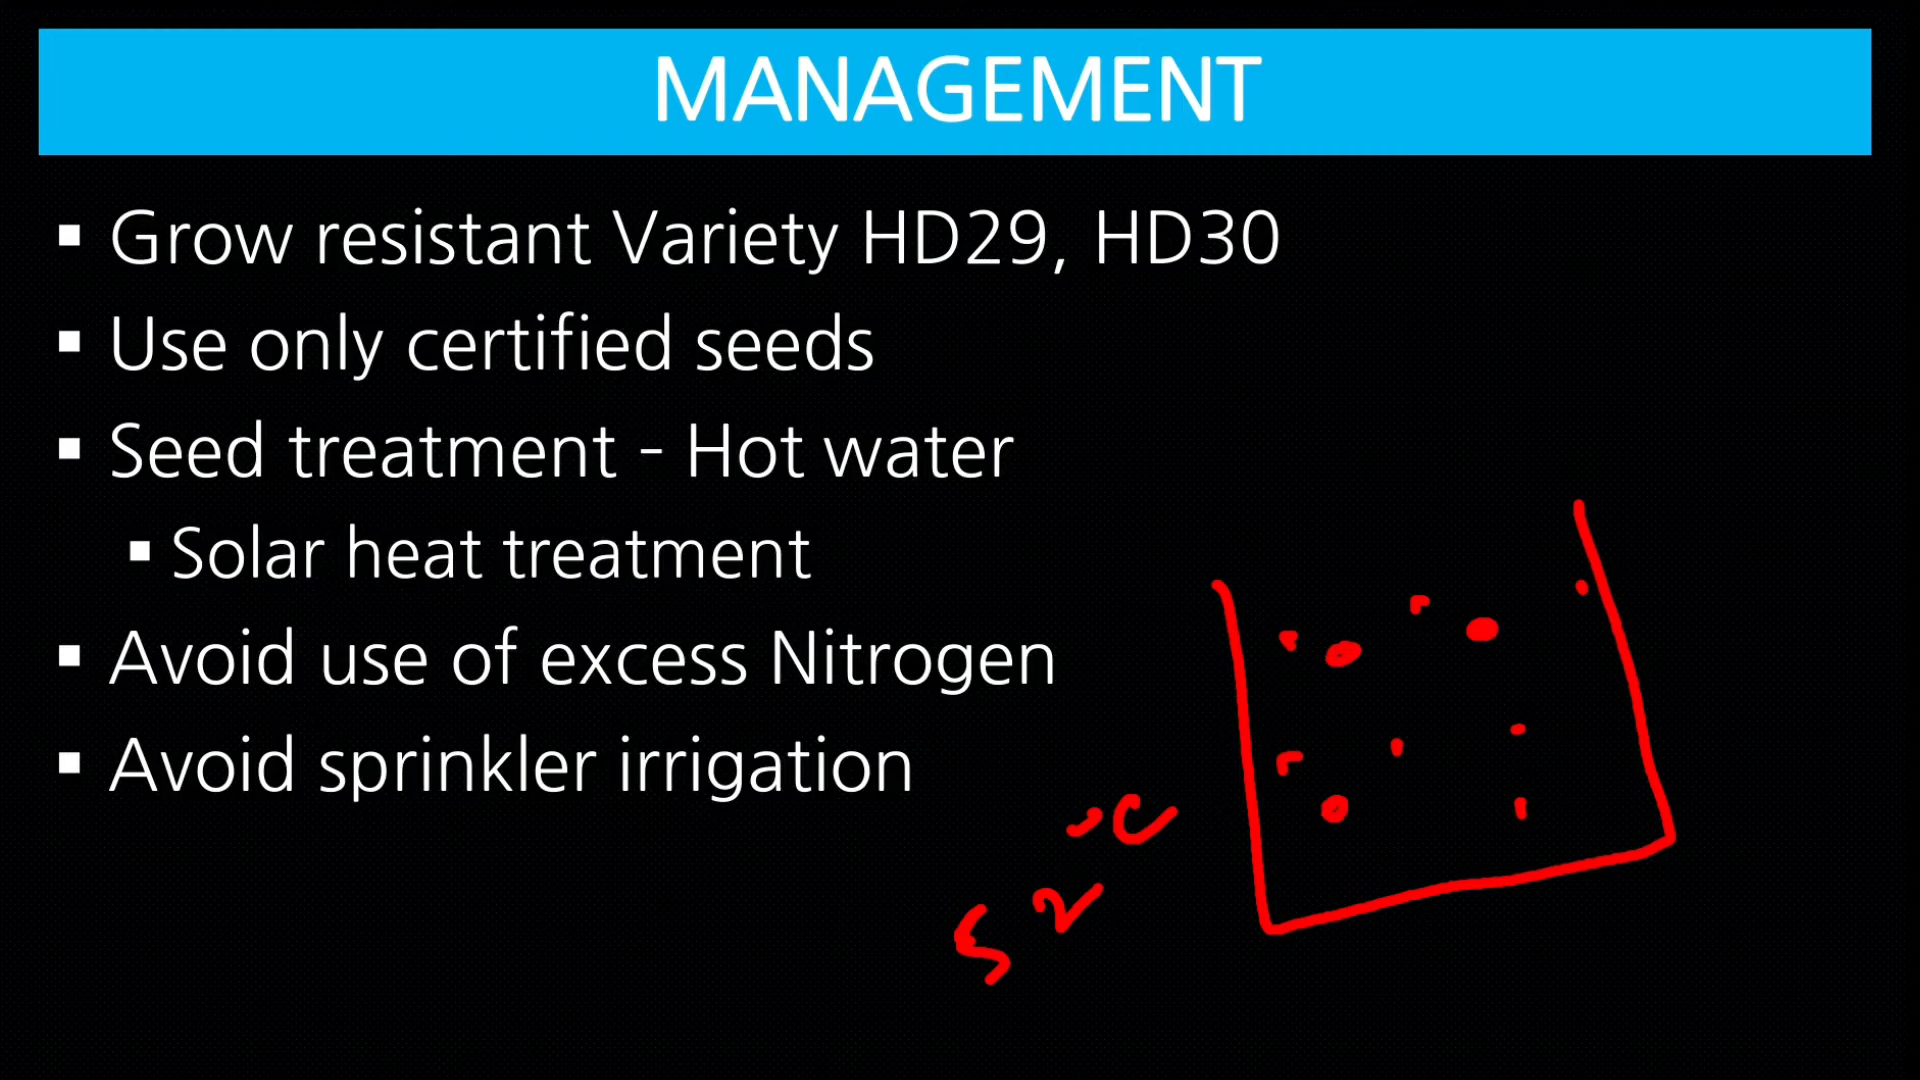 MANAGEMENT
▪ Grow resistant Variety HD29, HD30
▪ Use only certified seeds
▪ Seed treatment - Hot water
▪ Solar heat treatment
▪ Avoid use of excess Nitrogen
▪ Avoid sprinkler irrigation
52°C